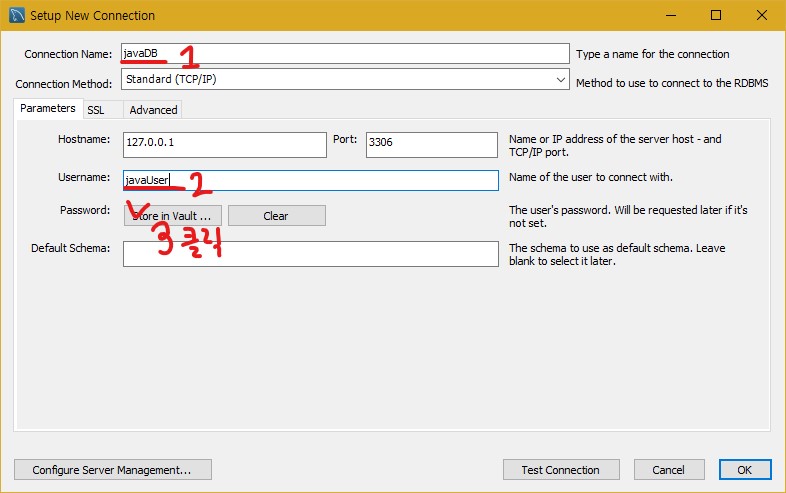 Setup New Connection
Connection Name: javaDB 1 Type a name for the connection
Connection Method: Standard (TCP/IP) Method to use to connect to the RDBMS
Parameters SSL Advanced
Hostname: 127.0.0.1 Port: 3306 Name or IP address of the server host - and
TCP/IP port.
Username: javaUser 2 Name of the user to connect with.
Password: Store in Vault ... Clear The user's password. Will be requested later if it's
not set.
3 클릭
Default Schema: The schema to use as default schema. Leave
blank to select it later.
Configure Server Management... Test Connection Cancel OK